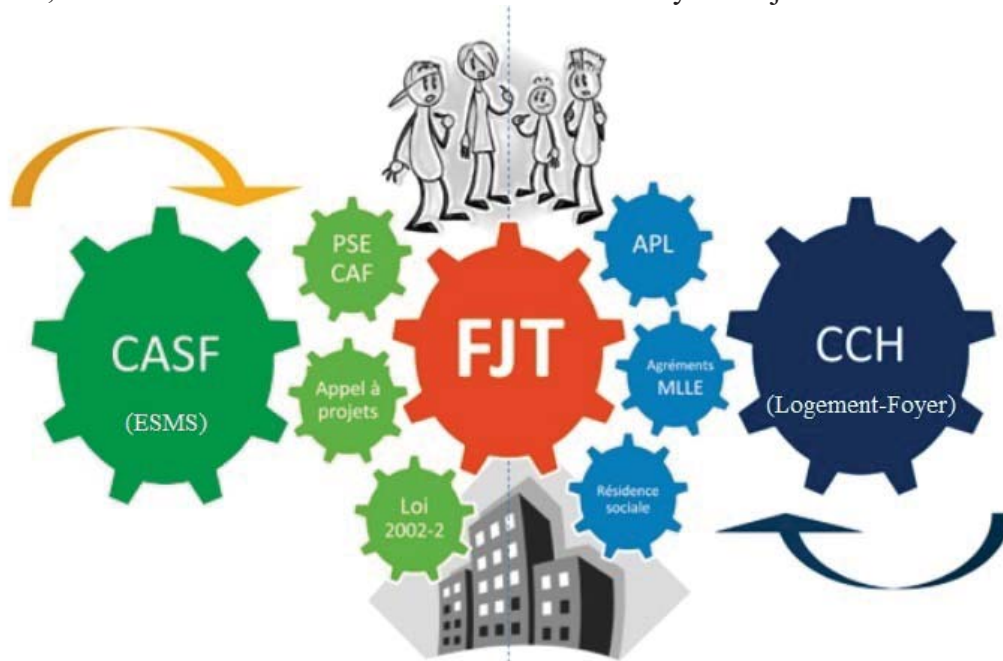 PSE
CAF
APL
FJT
CASF
(ESMS)
CCH
(Logement-Foyer)
Appel à
projets
Agréments
MLLE
Loi
2002-2
Résidence
sociale